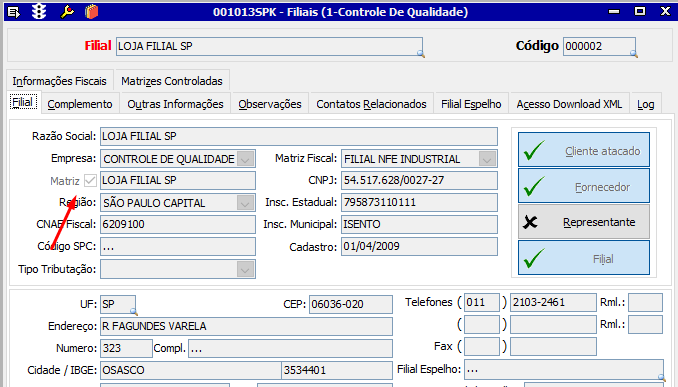 001013SPK - Filiais (1-Controle De Qualidade)
Filial LOJA FILIAL SP Código 000002
Informações Fiscais Matrizes Controladas
Filial Complemento Outras Informações Observações Contatos Relacionados Filial Espelho Acesso Download XML Log
Razão Social: LOJA FILIAL SP
Empresa: CONTROLE DE QUALIDADE Matriz Fiscal: FILIAL NFE INDUSTRIAL
Matriz LOJA FILIAL SP CNPJ: 54.517.628/0027-27
Região: SÃO PAULO CAPITAL Insc. Estadual: 795873110111
CNAE Fiscal: 6209100 Insc. Municipal: ISENTO
Código SPC: ... Cadastro: 01/04/2009
Tipo Tributação:
Cliente atacado
Fornecedor
Representante
Filial
UF: SP CEP: 06036-020 Telefones ( 011 ) 2103-2461 Rml.:
Endereço: R FAGUNDES VARELA ( ) Rml.:
Numero: 323 Compl. ... Fax ( )
Cidade / IBGE: OSASCO 3534401 Filial Espelho: ...